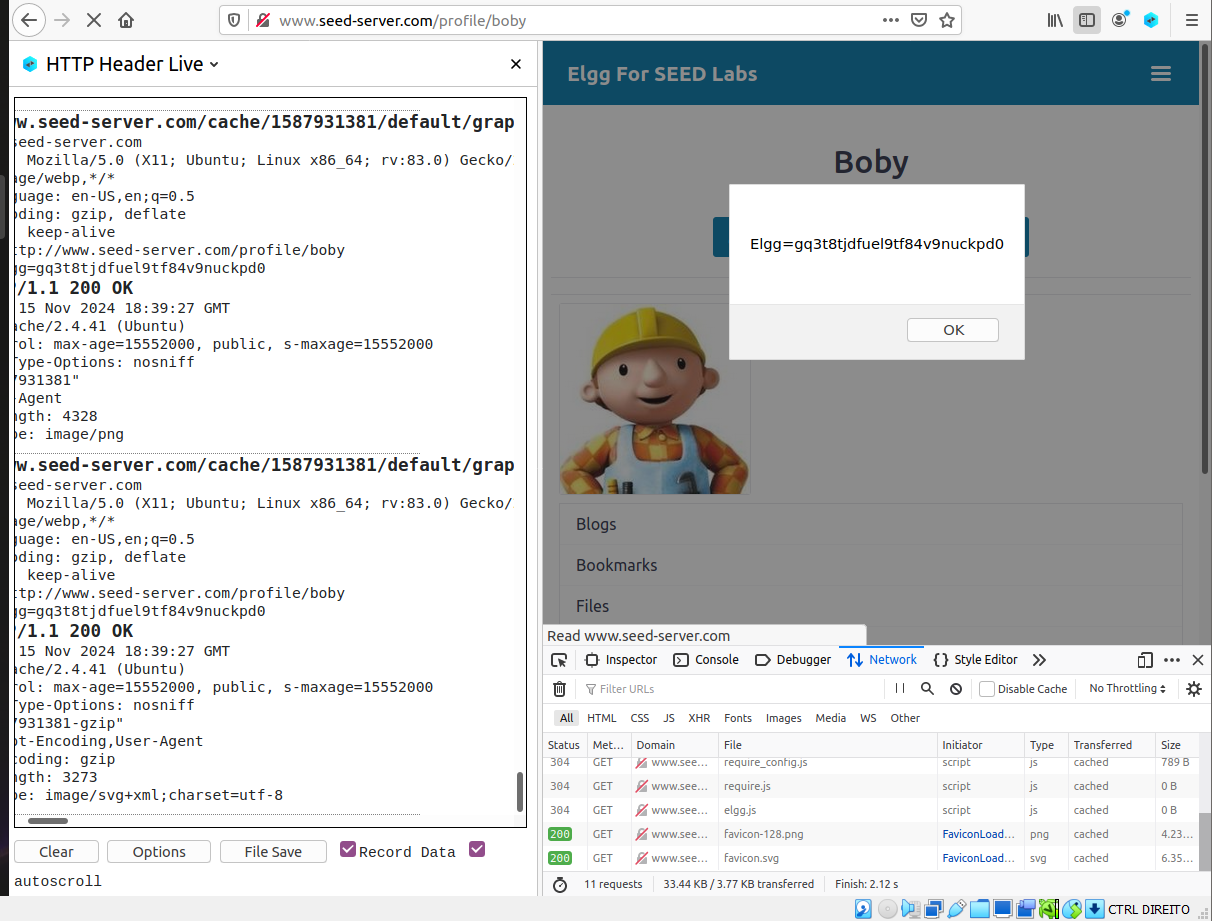 www.seed-server.com/profile/boby
HTTP Header Live
w.seed-server.com/cache/1587931381/default/grap
seed-server.com
Mozilla/5.0 (X11; Ubuntu; Linux x86_64; rv:83.0) Gecko/
age/webp,*/*
guage: en-US,en;q=0.5
oding: gzip, deflate
keep-alive
ttp://www.seed-server.com/profile/boby
gg=gq3t8tjdfuel9tf84v9nuckpd0
/1.1 200 OK
15 Nov 2024 18:39:27 GMT
ache/2.4.41 (Ubuntu)
rol: max-age=15552000, public, s-maxage=15552000
Type-Options: nosniff
7931381"
-Agent
ngth: 4328
pe: image/png
w.seed-server.com/cache/1587931381/default/grap
seed-server.com
Mozilla/5.0 (X11; Ubuntu; Linux x86_64; rv:83.0) Gecko/
age/webp,*/*
guage: en-US,en;q=0.5
oding: gzip, deflate
keep-alive
ttp://www.seed-server.com/profile/boby
gg=gq3t8tjdfuel9tf84v9nuckpd0
/1.1 200 OK
15 Nov 2024 18:39:27 GMT
ache/2.4.41 (Ubuntu)
rol: max-age=15552000, public, s-maxage=15552000
Type-Options: nosniff
7931381-gzip"
pt-Encoding,User-Agent
coding: gzip
ngth: 3273
pe: image/svg+xml;charset=utf-8
Clear Options File Save Record Data
autoscroll
Elgg For SEED Labs
Boby
Elgg=gq3t8tjdfuel9tf84v9nuckpd0
OK
Blogs
Bookmarks
Files
Read www.seed-server.com
Inspector Console Debugger Network Style Editor
Filter URLs Disable Cache No Throttling
All HTML CSS JS XHR Fonts Images Media WS Other
Status Met... Domain File Initiator Type Transferred Size
304 GET www.see... require_config.js script js cached 789 B
304 GET www.see... require.js script js cached 0 B
304 GET www.see... elgg.js script js cached 0 B
200 GET www.see... favicon-128.png FaviconLoad... png cached 4.23...
200 GET www.see... favicon.svg FaviconLoad... svg cached 6.35...
11 requests 33.44 KB / 3.77 KB transferred Finish: 2.12 s
CTRL DIREITO